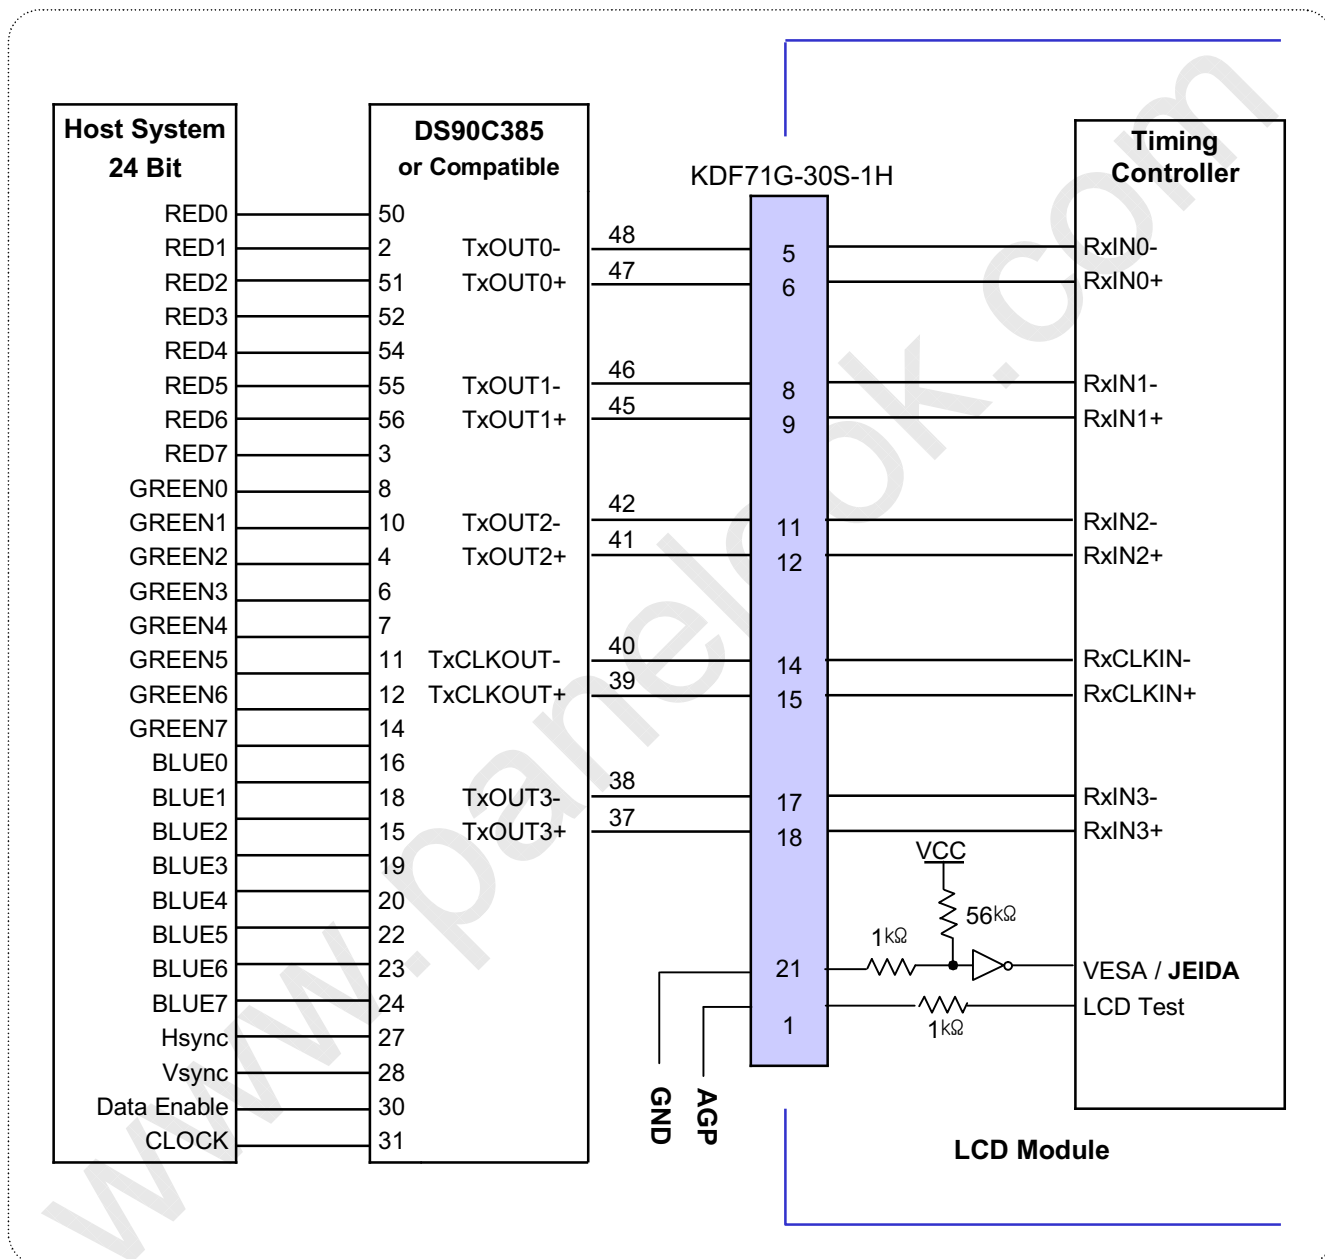 Host System
24 Bit
RED0
RED1
RED2
RED3
RED4
RED5
RED6
RED7
GREEN0
GREEN1
GREEN2
GREEN3
GREEN4
GREEN5
GREEN6
GREEN7
BLUE0
BLUE1
BLUE2
BLUE3
BLUE4
BLUE5
BLUE6
BLUE7
Hsync
Vsync
Data Enable
CLOCK
DS90C385
or Compatible
50
2 TxOUT0-
51 TxOUT0+
52
54
55 TxOUT1-
56 TxOUT1+
3
8
10 TxOUT2-
4 TxOUT2+
6
7
11 TxCLKOUT-
12 TxCLKOUT+
14
16
18 TxOUT3-
15 TxOUT3+
19
20
22
23
24
27
28
30
31
48
47
46
45
42
41
40
39
38
37
GND
AGP
KDF71G-30S-1H
5
6
8
9
11
12
14
15
17
18
21
1
VCC
56kΩ
1kΩ
1kΩ
Timing
Controller
RxIN0-
RxIN0+
RxIN1-
RxIN1+
RxIN2-
RxIN2+
RxCLKIN-
RxCLKIN+
RxIN3-
RxIN3+
VESA / JEIDA
LCD Test
LCD Module
www.panelook.com